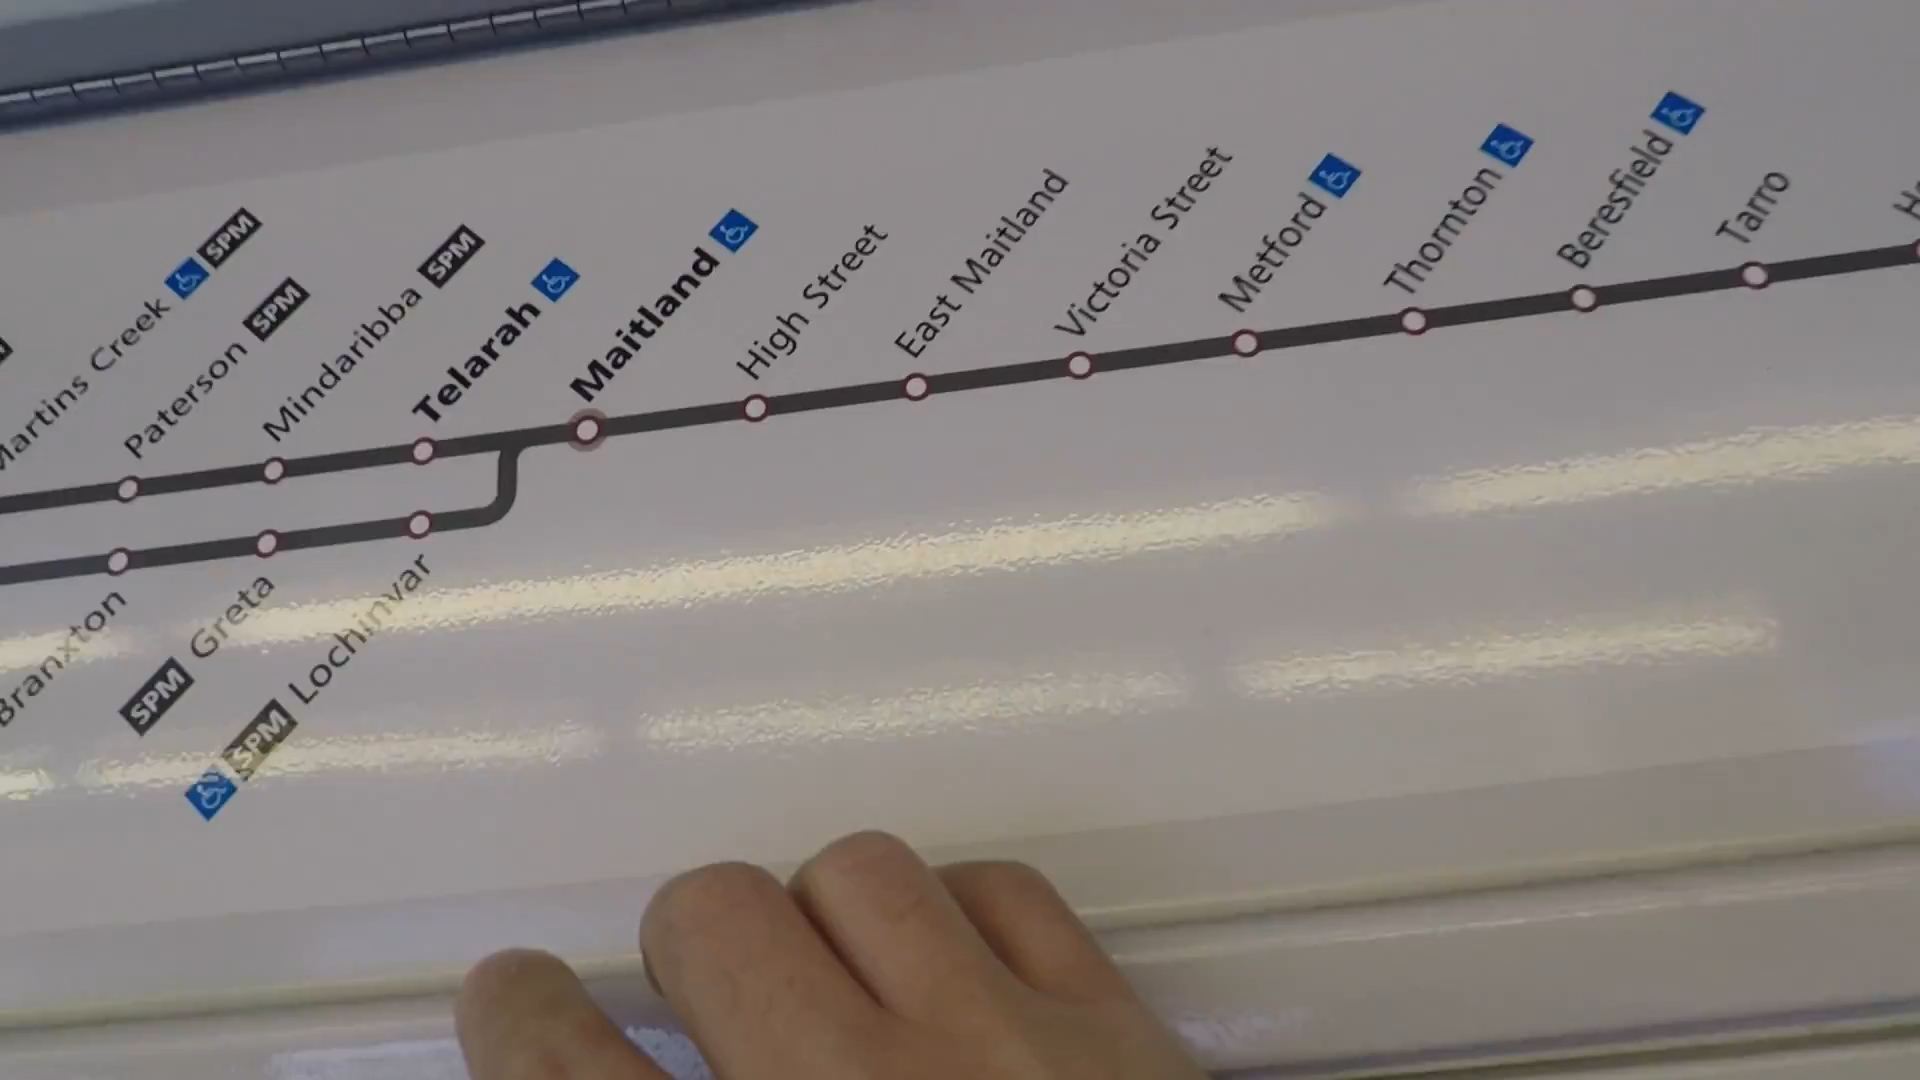 Martins Creek SPM
Paterson SPM
Mindaribba SPM
Telarah
Maitland
High Street
East Maitland
Victoria Street
Metford
Thornton
Beresfield
Tarro
Branxton
SPM Greta
SPM Lochinvar